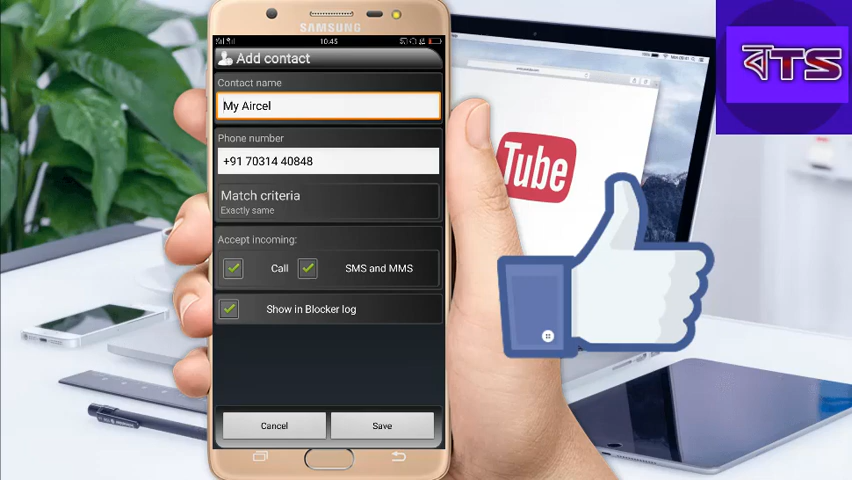 SAMSUNG
10.45
Add contact
Contact name
My Aircel
Phone number
+91 70314 40848
Match criteria
Exactly same
Accept incoming:
Call
SMS and MMS
Show in Blocker log
Cancel
Save
Tube
বTS